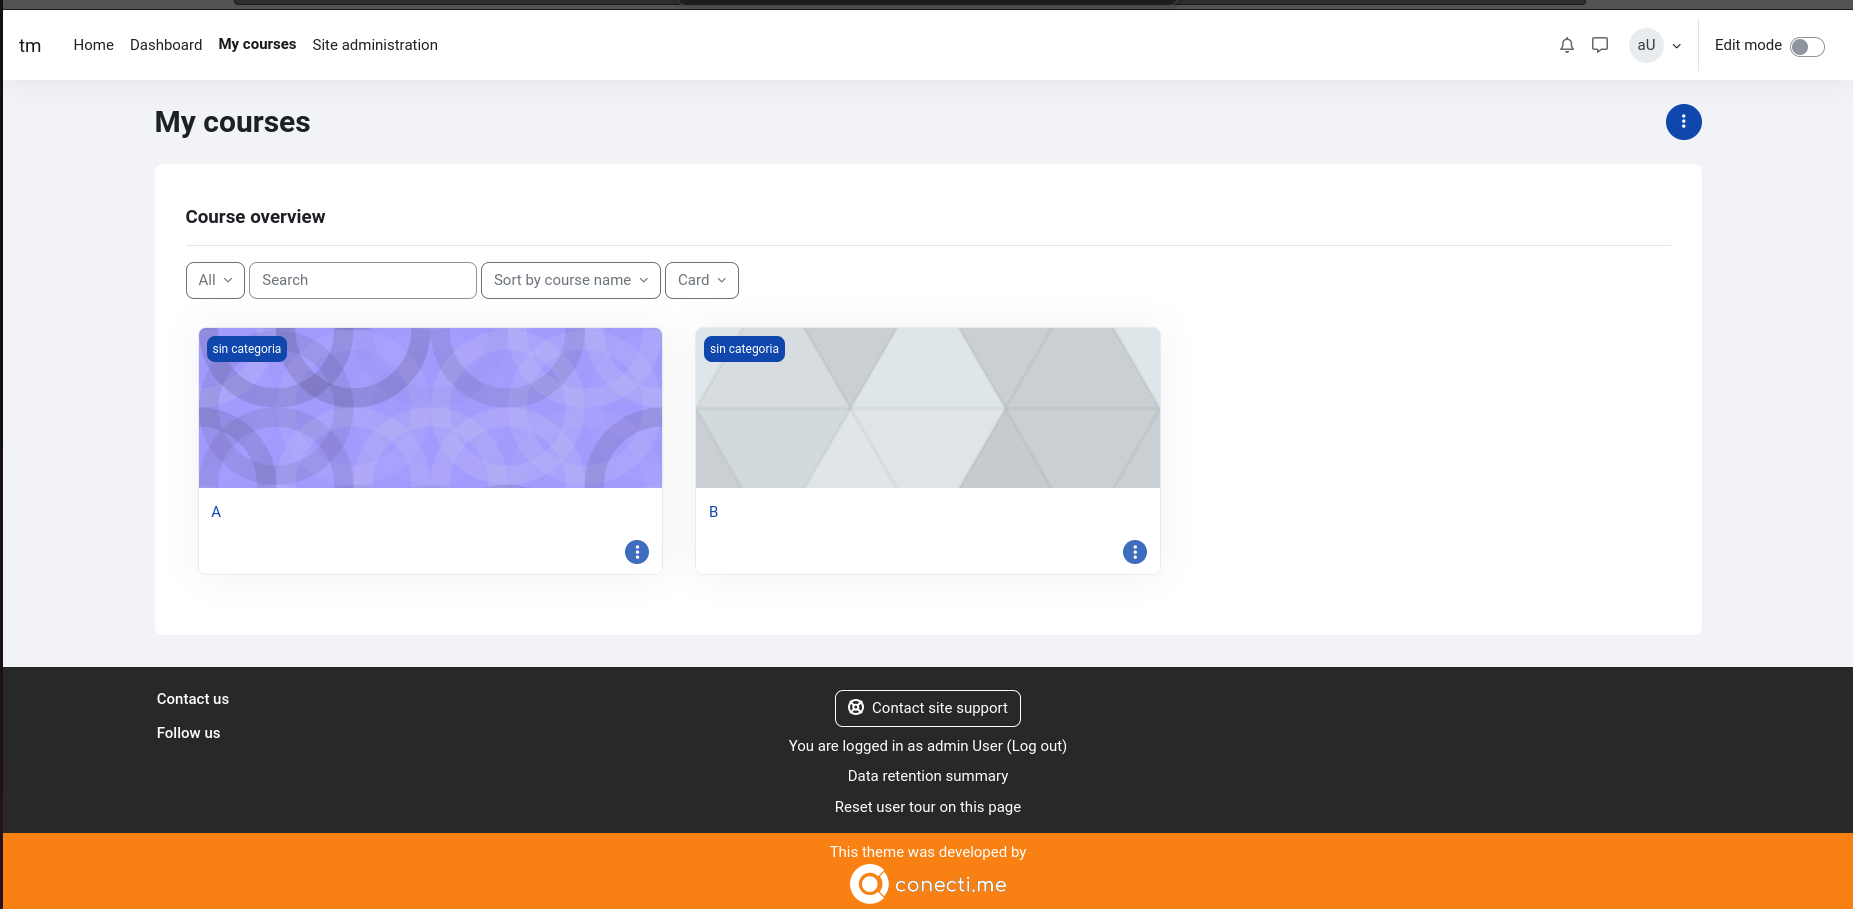 tm Home Dashboard My courses Site administration aU Edit mode
My courses
Course overview
All Search Sort by course name Card
sin categoria sin categoria
A B
Contact us
Follow us
Contact site support
You are logged in as admin User (Log out)
Data retention summary
Reset user tour on this page
This theme was developed by
conecti.me